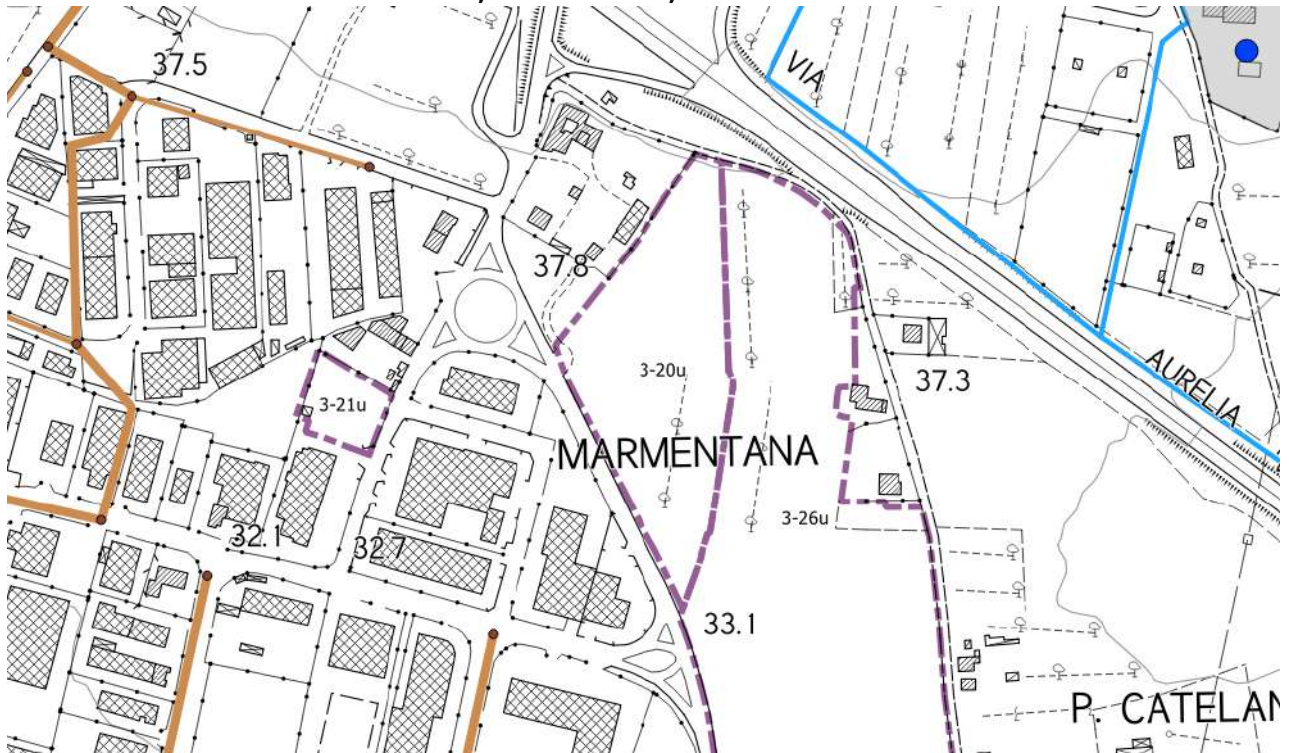 37.5
VIA
37.8
3-20u
37.3
AURELIA
3-21u
MARMENTANA
3-26u
32.1
32.7
33.1
P. CATELAN